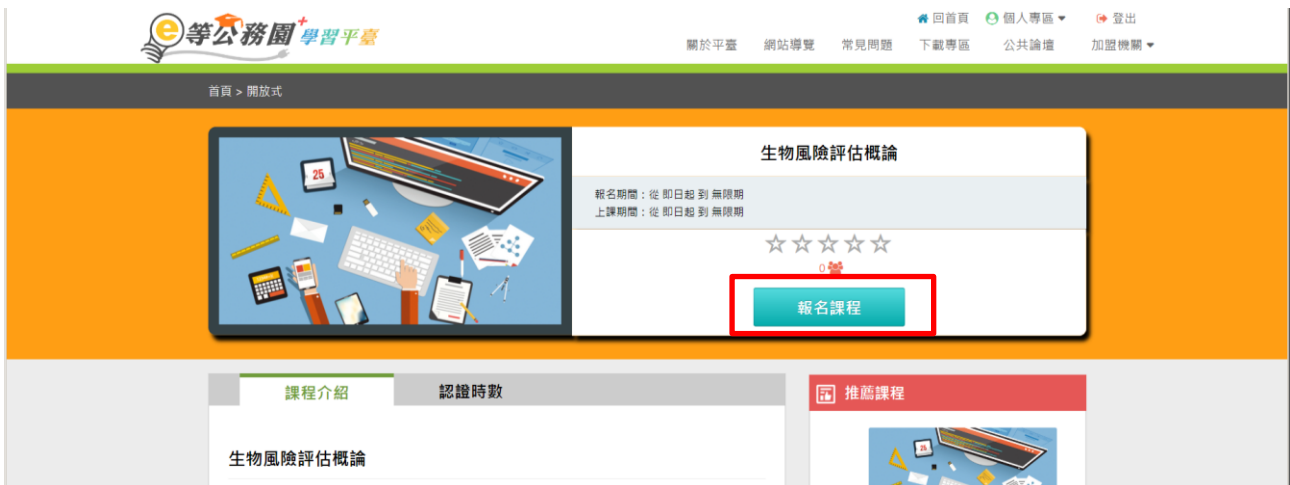 e等公務園+學習平臺
回首頁 個人專區▼ 登出
關於平臺 網站導覽 常見問題 下載專區 公共論壇 加盟機關▼
首頁 > 開放式
25
生物風險評估概論
報名期間：從 即日起 到 無限期
上課期間：從 即日起 到 無限期
0
報名課程
課程介紹 認證時數
推薦課程
生物風險評估概論
25